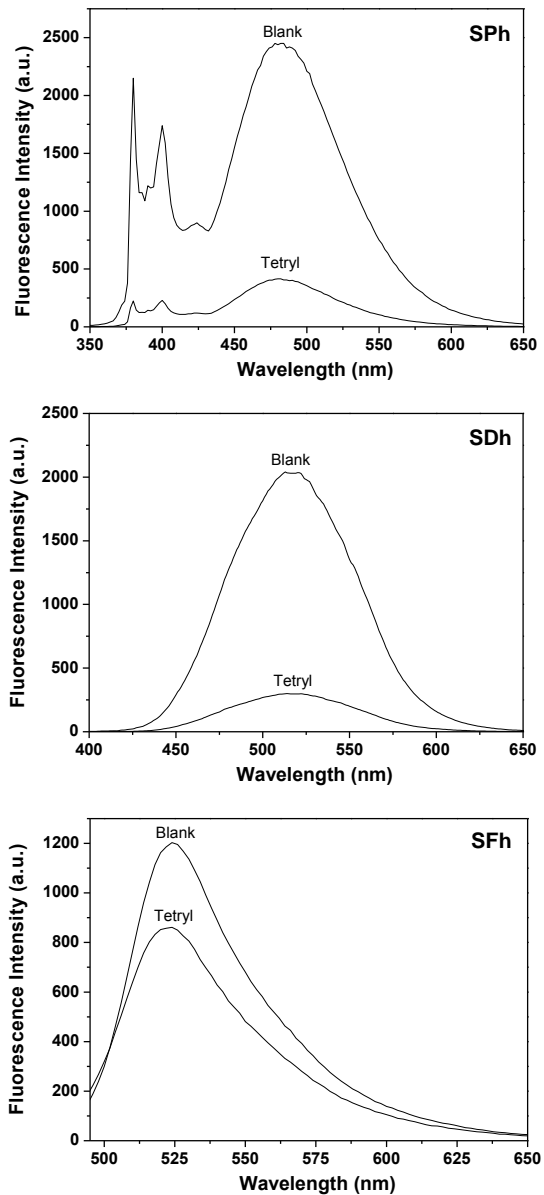 SPh
Blank
Tetryl
Fluorescence Intensity (a.u.)
2500
2000
1500
1000
500
0
350 400 450 500 550 600 650
Wavelength (nm)
SDh
Blank
Tetryl
Fluorescence Intensity (a.u.)
2500
2000
1500
1000
500
0
400 450 500 550 600 650
Wavelength (nm)
SFh
Blank
Tetryl
Fluorescence Intensity (a.u.)
1200
1000
800
600
400
200
0
500 525 550 575 600 625 650
Wavelength (nm)